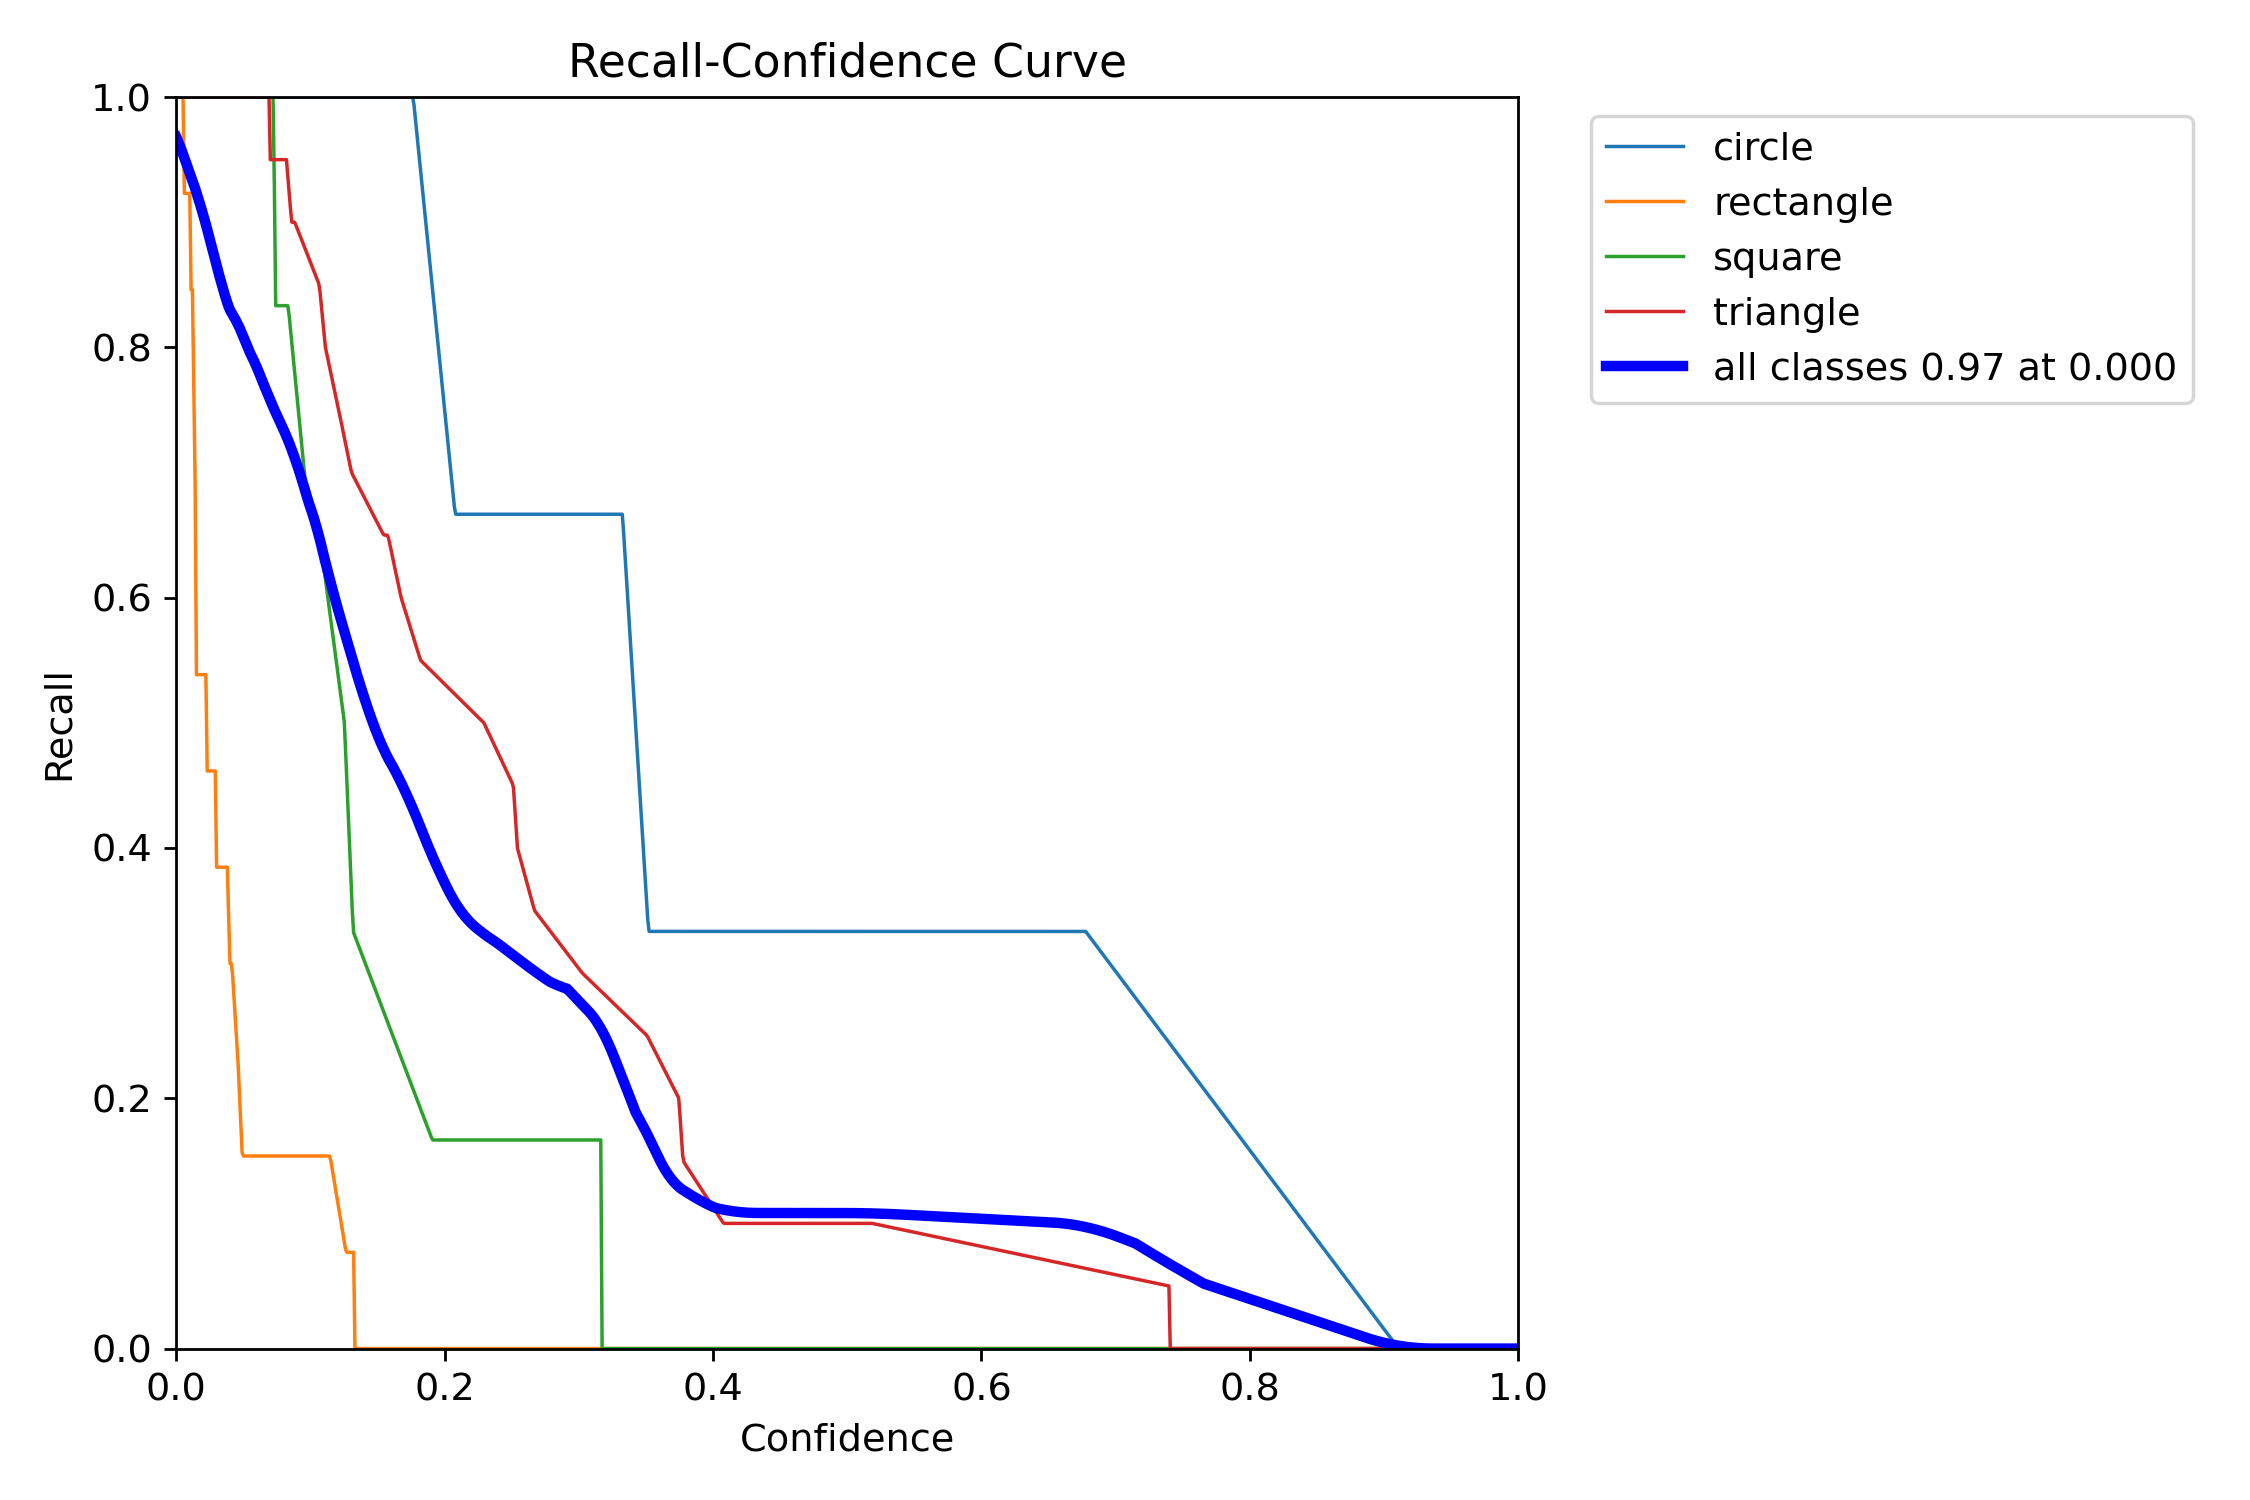 Recall-Confidence Curve
1.0
0.8
0.6
0.4
0.2
0.0
Recall
0.0 0.2 0.4 0.6 0.8 1.0
Confidence
circle
rectangle
square
triangle
all classes 0.97 at 0.000